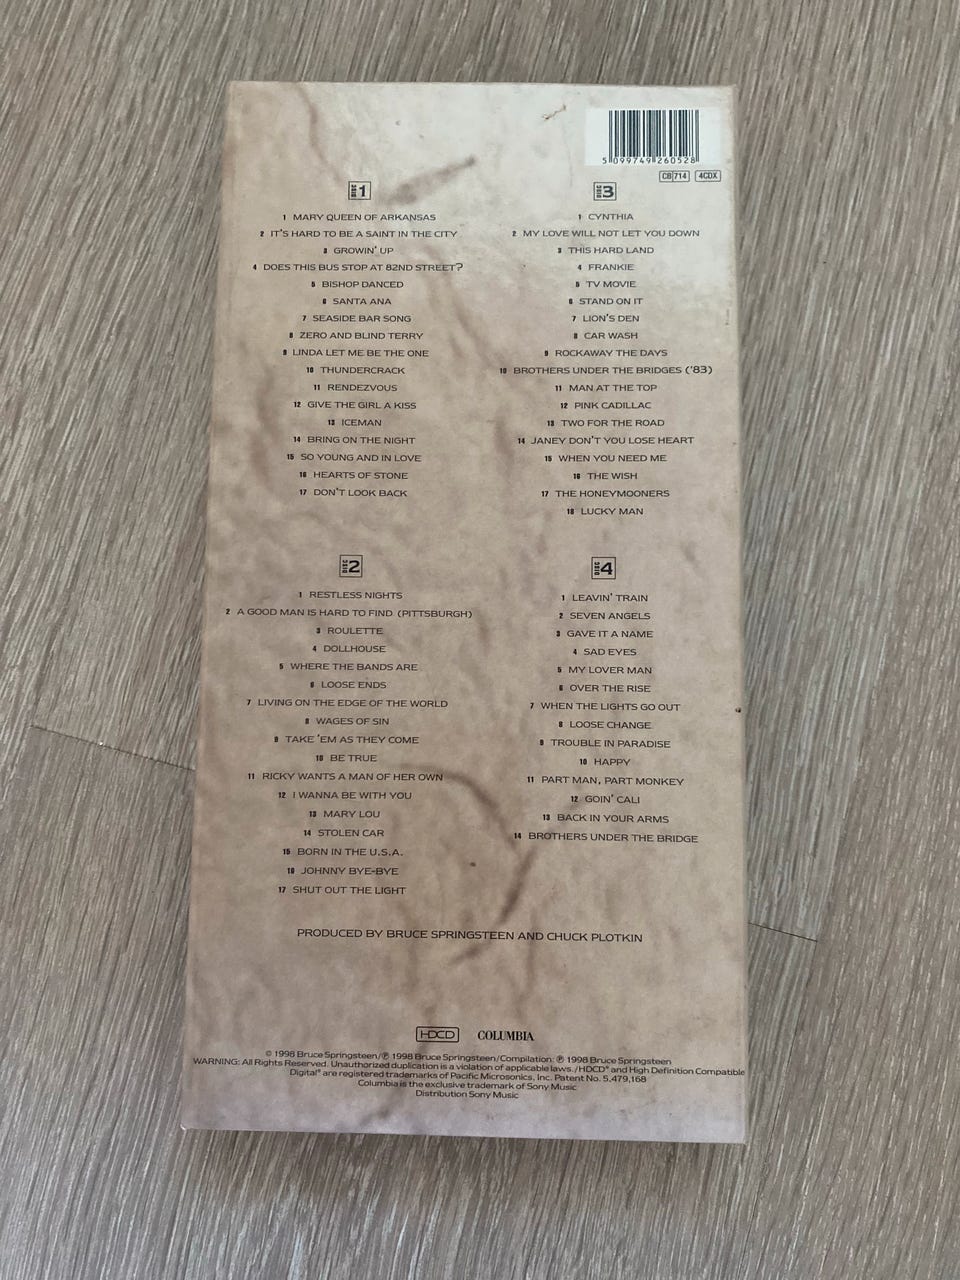 5 099749 260528
CB 714 4CDX
DISC 1
1 MARY QUEEN OF ARKANSAS
2 IT'S HARD TO BE A SAINT IN THE CITY
3 GROWIN' UP
4 DOES THIS BUS STOP AT 82ND STREET?
5 BISHOP DANCED
6 SANTA ANA
7 SEASIDE BAR SONG
8 ZERO AND BLIND TERRY
9 LINDA LET ME BE THE ONE
10 THUNDERCRACK
11 RENDEZVOUS
12 GIVE THE GIRL A KISS
13 ICEMAN
14 BRING ON THE NIGHT
15 SO YOUNG AND IN LOVE
16 HEARTS OF STONE
17 DON'T LOOK BACK
DISC 2
1 RESTLESS NIGHTS
2 A GOOD MAN IS HARD TO FIND (PITTSBURGH)
3 ROULETTE
4 DOLLHOUSE
5 WHERE THE BANDS ARE
6 LOOSE ENDS
7 LIVING ON THE EDGE OF THE WORLD
8 WAGES OF SIN
9 TAKE 'EM AS THEY COME
10 BE TRUE
11 RICKY WANTS A MAN OF HER OWN
12 I WANNA BE WITH YOU
13 MARY LOU
14 STOLEN CAR
15 BORN IN THE U.S.A.
16 JOHNNY BYE-BYE
17 SHUT OUT THE LIGHT
DISC 3
1 CYNTHIA
2 MY LOVE WILL NOT LET YOU DOWN
3 THIS HARD LAND
4 FRANKIE
5 TV MOVIE
6 STAND ON IT
7 LION'S DEN
8 CAR WASH
9 ROCKAWAY THE DAYS
10 BROTHERS UNDER THE BRIDGES ('83)
11 MAN AT THE TOP
12 PINK CADILLAC
13 TWO FOR THE ROAD
14 JANEY DON'T YOU LOSE HEART
15 WHEN YOU NEED ME
16 THE WISH
17 THE HONEYMOONERS
18 LUCKY MAN
DISC 4
1 LEAVIN' TRAIN
2 SEVEN ANGELS
3 GAVE IT A NAME
4 SAD EYES
5 MY LOVER MAN
6 OVER THE RISE
7 WHEN THE LIGHTS GO OUT
8 LOOSE CHANGE
9 TROUBLE IN PARADISE
10 HAPPY
11 PART MAN, PART MONKEY
12 GOIN' CALI
13 BACK IN YOUR ARMS
14 BROTHERS UNDER THE BRIDGE
PRODUCED BY BRUCE SPRINGSTEEN AND CHUCK PLOTKIN
HDCD COLUMBIA
© 1998 Bruce Springsteen/℗ 1998 Bruce Springsteen/Compilation: ℗ 1998 Bruce Springsteen
WARNING: All Rights Reserved. Unauthorized duplication is a violation of applicable laws./HDCD® and High Definition Compatible
Digital® are registered trademarks of Pacific Microsonics, Inc. Patent No. 5,479,168
Columbia is the exclusive trademark of Sony Music
Distribution Sony Music